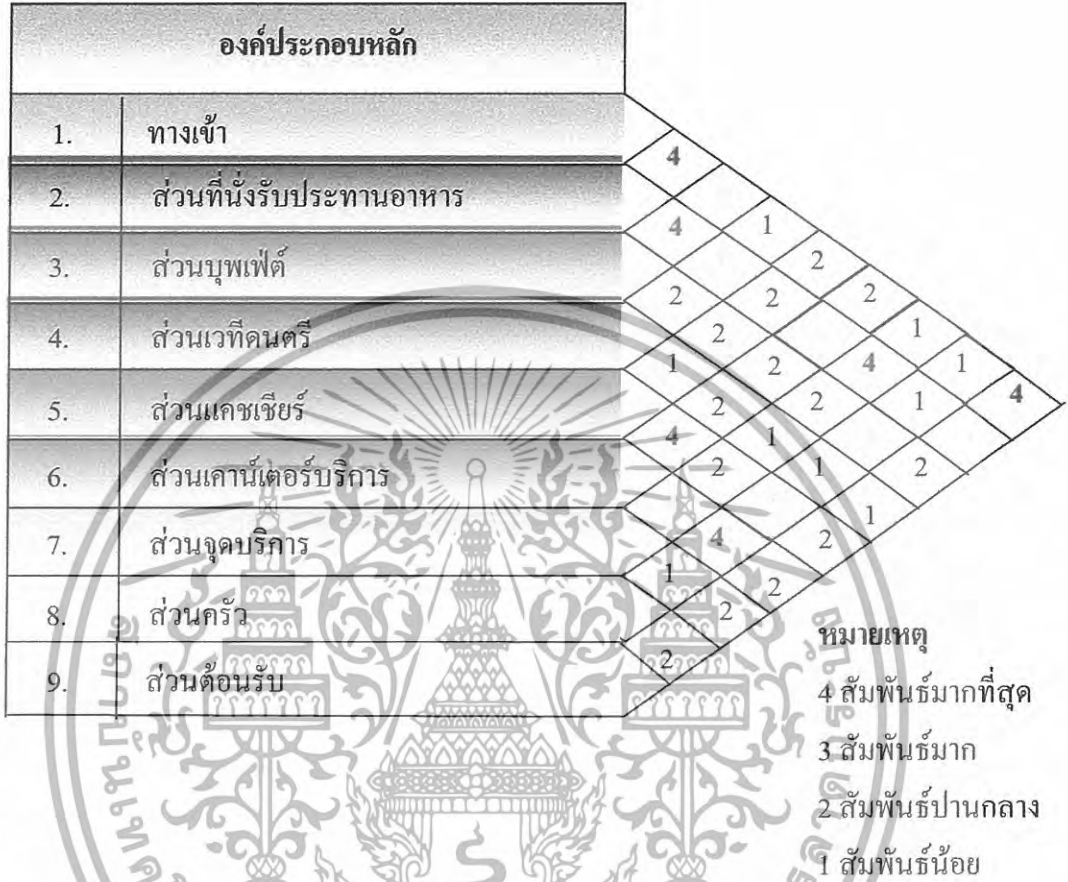 องค์ประกอบหลัก
1. ทางเข้า
4
2. ส่วนที่นั่งรับประทานอาหาร
4 1
3. ส่วนบุพเฟ่ต์
2
2 2 2
4. ส่วนเวทีดนตรี
2 1
1 2 4 1
5. ส่วนแคชเชียร์
2 2 1 4
4 1
6. ส่วนเคาน์เตอร์บริการ
2 1 2
7. ส่วนจุดบริการ
1
4 2
8. ส่วนครัว
1 2
2
9. ส่วนต้อนรับ
2
หมายเหตุ
4 สัมพันธ์มากที่สุด
3 สัมพันธ์มาก
2 สัมพันธ์ปานกลาง
1 สัมพันธ์น้อย